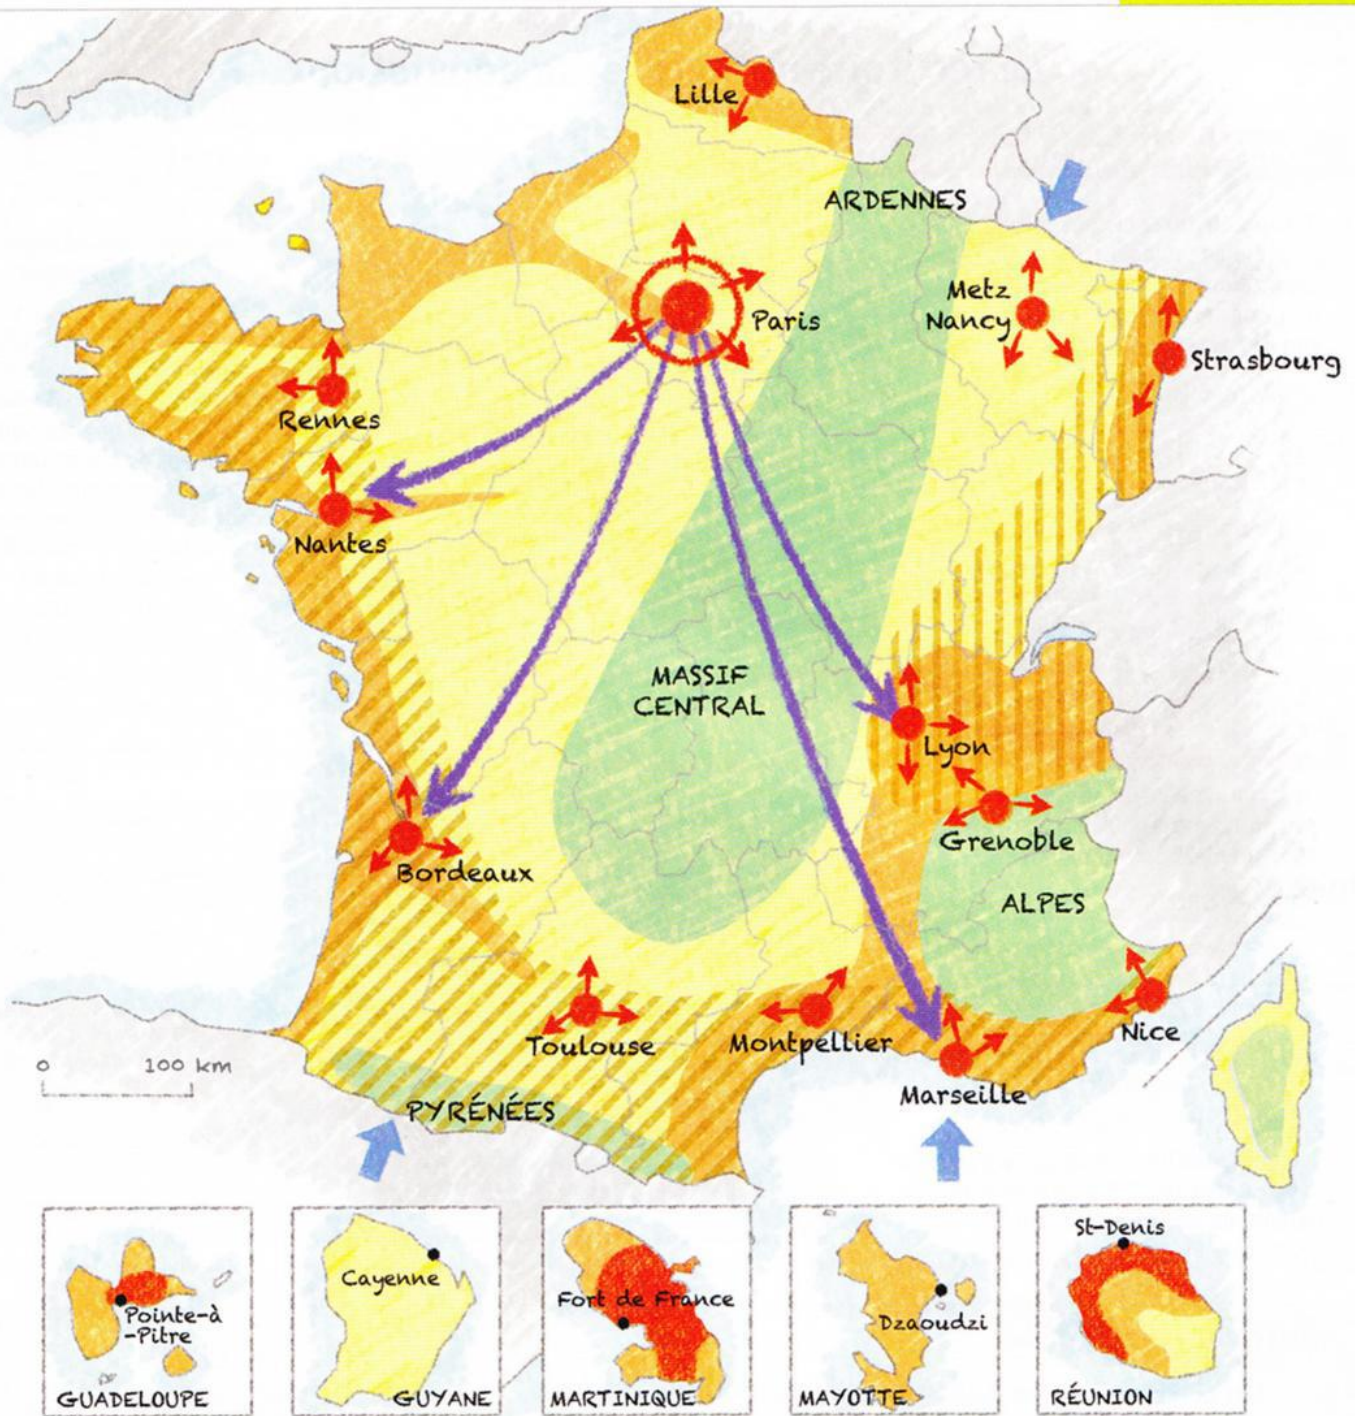 Lille
ARDENNES
Metz
Nancy
Paris
Strasbourg
Rennes
Nantes
MASSIF
CENTRAL
Lyon
Grenoble
Bordeaux
ALPES
Toulouse
Montpellier
Nice
Marseille
0 100 km
PYRÉNÉES
Pointe-à
-Pitre
GUADELOUPE
Cayenne
GUYANE
Fort de France
MARTINIQUE
Dzaoudzi
MAYOTTE
St-Denis
RÉUNION